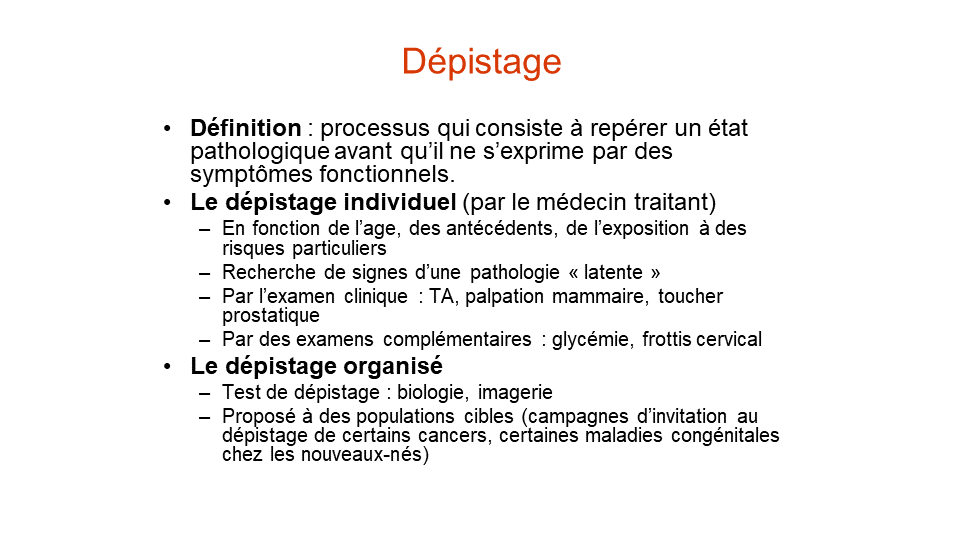 Dépistage
• Définition : processus qui consiste à repérer un état
pathologique avant qu’il ne s’exprime par des
symptômes fonctionnels.
• Le dépistage individuel (par le médecin traitant)
– En fonction de l’age, des antécédents, de l’exposition à des
risques particuliers
– Recherche de signes d’une pathologie « latente »
– Par l’examen clinique : TA, palpation mammaire, toucher
prostatique
– Par des examens complémentaires : glycémie, frottis cervical
• Le dépistage organisé
– Test de dépistage : biologie, imagerie
– Proposé à des populations cibles (campagnes d’invitation au
dépistage de certains cancers, certaines maladies congénitales
chez les nouveaux-nés)